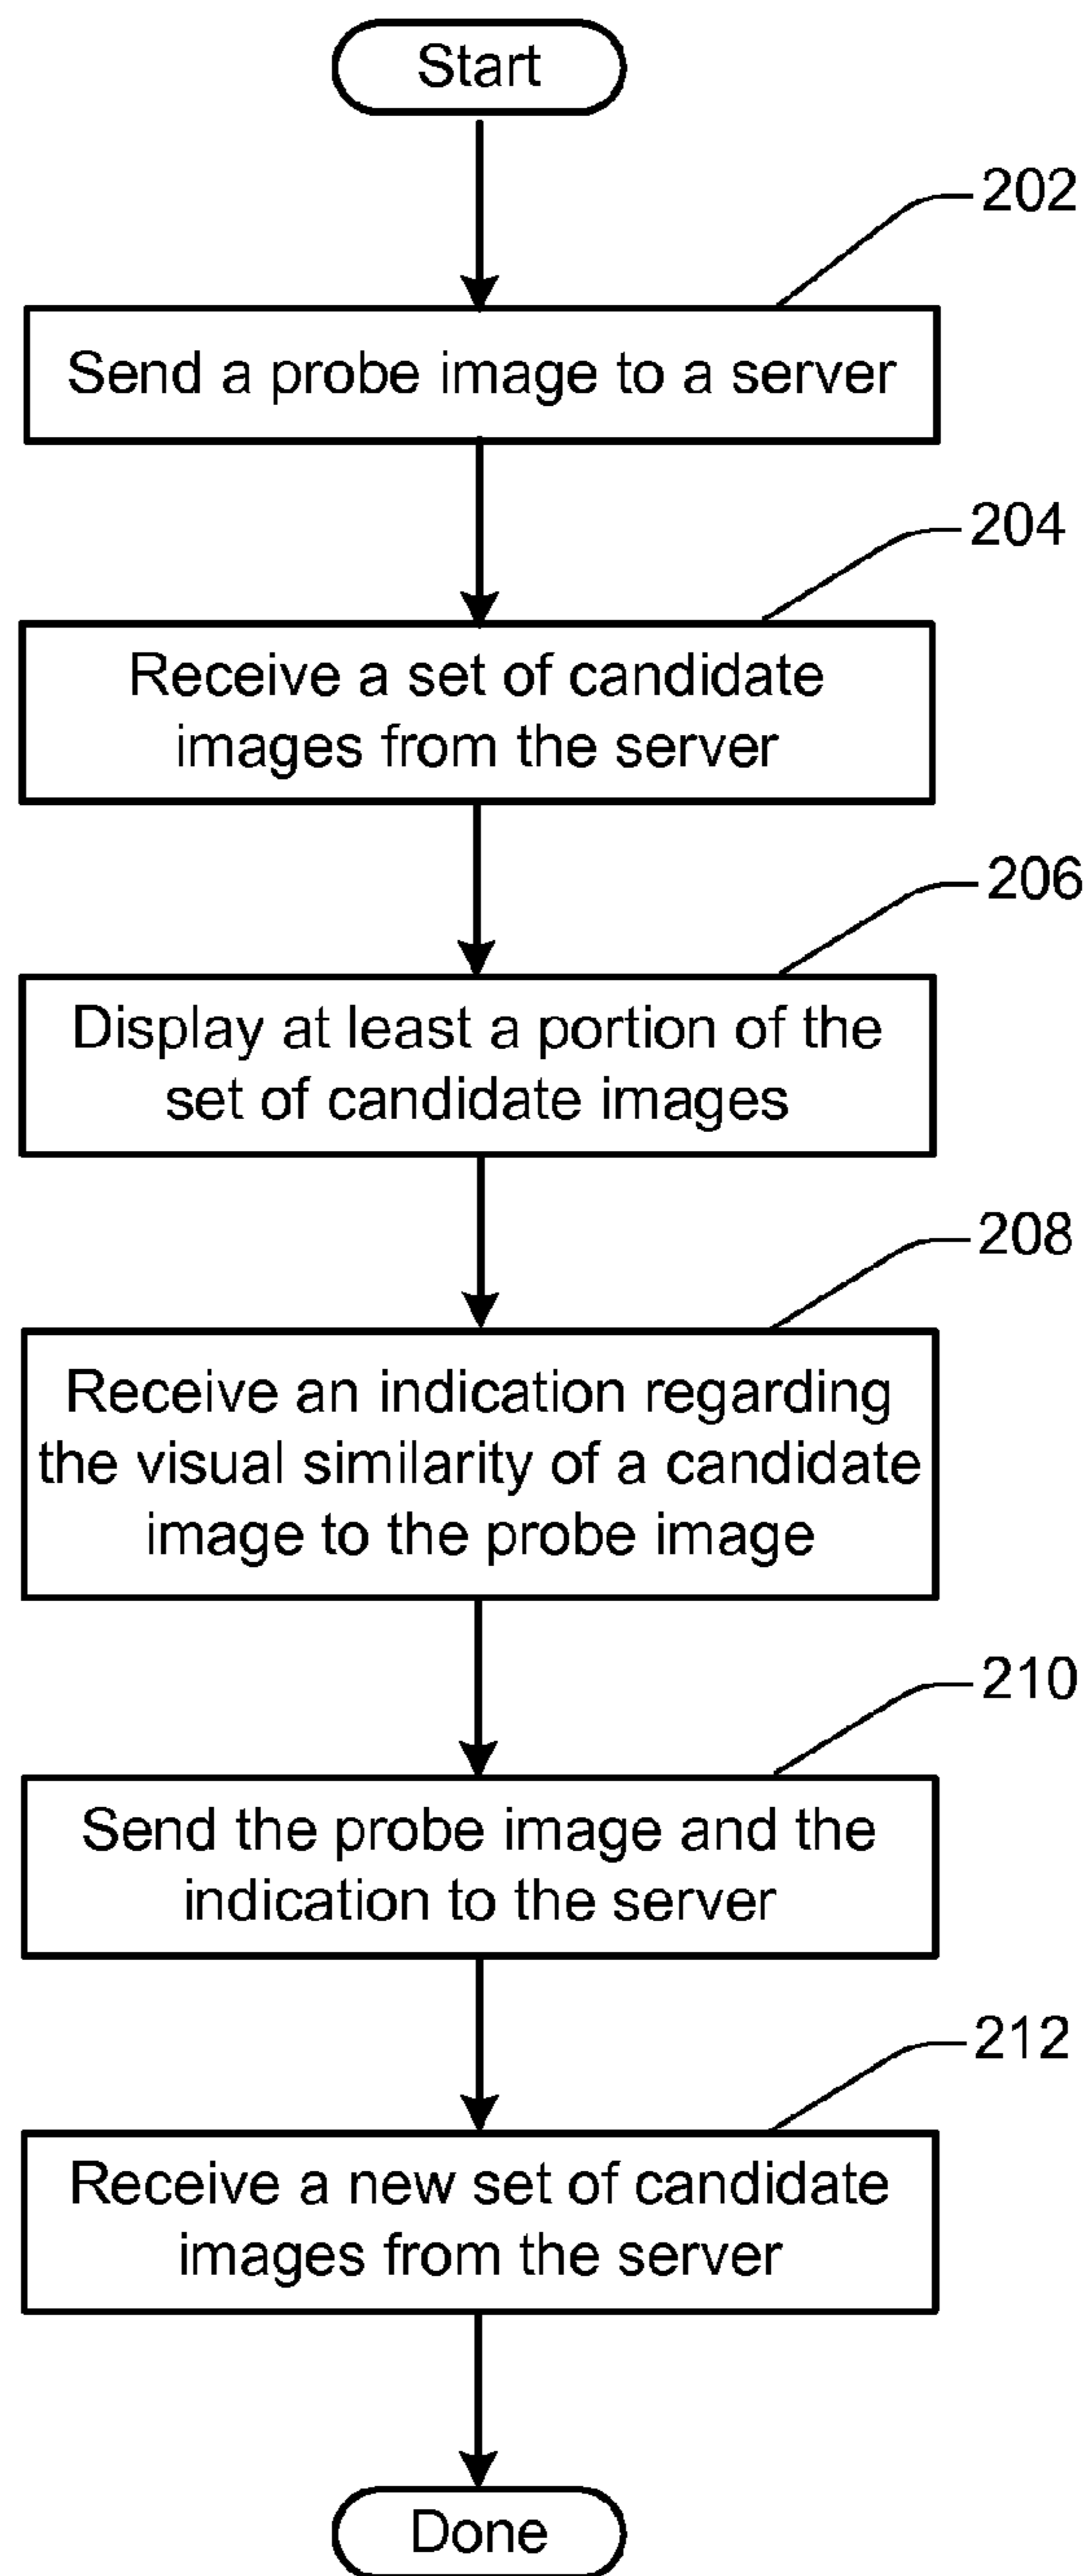 Start
202
Send a probe image to a server
204
Receive a set of candidate
images from the server
206
Display at least a portion of the
set of candidate images
208
Receive an indication regarding
the visual similarity of a candidate
image to the probe image
210
Send the probe image and the
indication to the server
212
Receive a new set of candidate
images from the server
Done